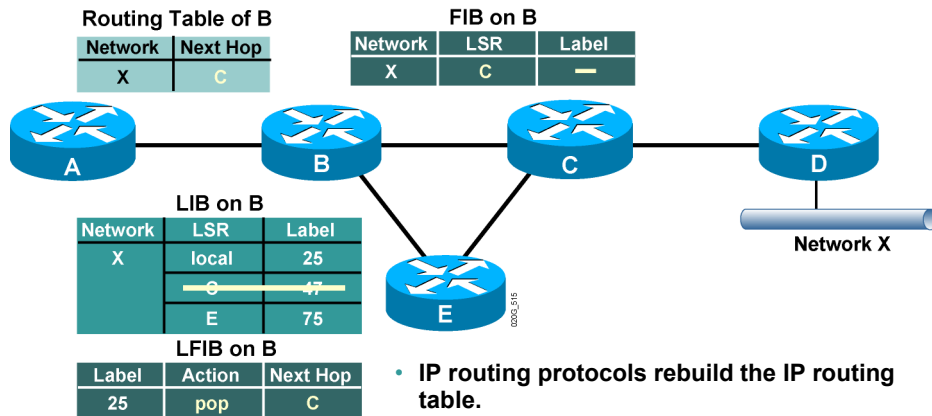 Routing Table of B
Network Next Hop
X C
FIB on B
Network LSR Label
X C —
A
B
C
D
LIB on B
Network LSR Label
X local 25
C 47
E 75
E
020G_515
Network X
LFIB on B
Label Action Next Hop
25 pop C
• IP routing protocols rebuild the IP routing
table.